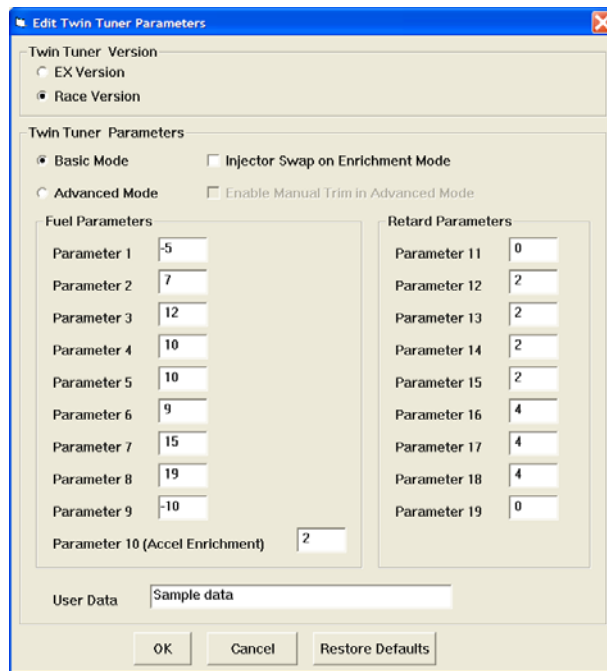 Edit Twin Tuner Parameters
Twin Tuner Version
EX Version
Race Version
Twin Tuner Parameters
Basic Mode
Injector Swap on Enrichment Mode
Advanced Mode
Enable Manual Trim in Advanced Mode
Fuel Parameters
Parameter 1 -5
Parameter 2 7
Parameter 3 12
Parameter 4 10
Parameter 5 10
Parameter 6 9
Parameter 7 15
Parameter 8 19
Parameter 9 -10
Parameter 10 (Accel Enrichment) 2
Retard Parameters
Parameter 11 0
Parameter 12 2
Parameter 13 2
Parameter 14 2
Parameter 15 2
Parameter 16 4
Parameter 17 4
Parameter 18 4
Parameter 19 0
User Data Sample data
OK Cancel Restore Defaults